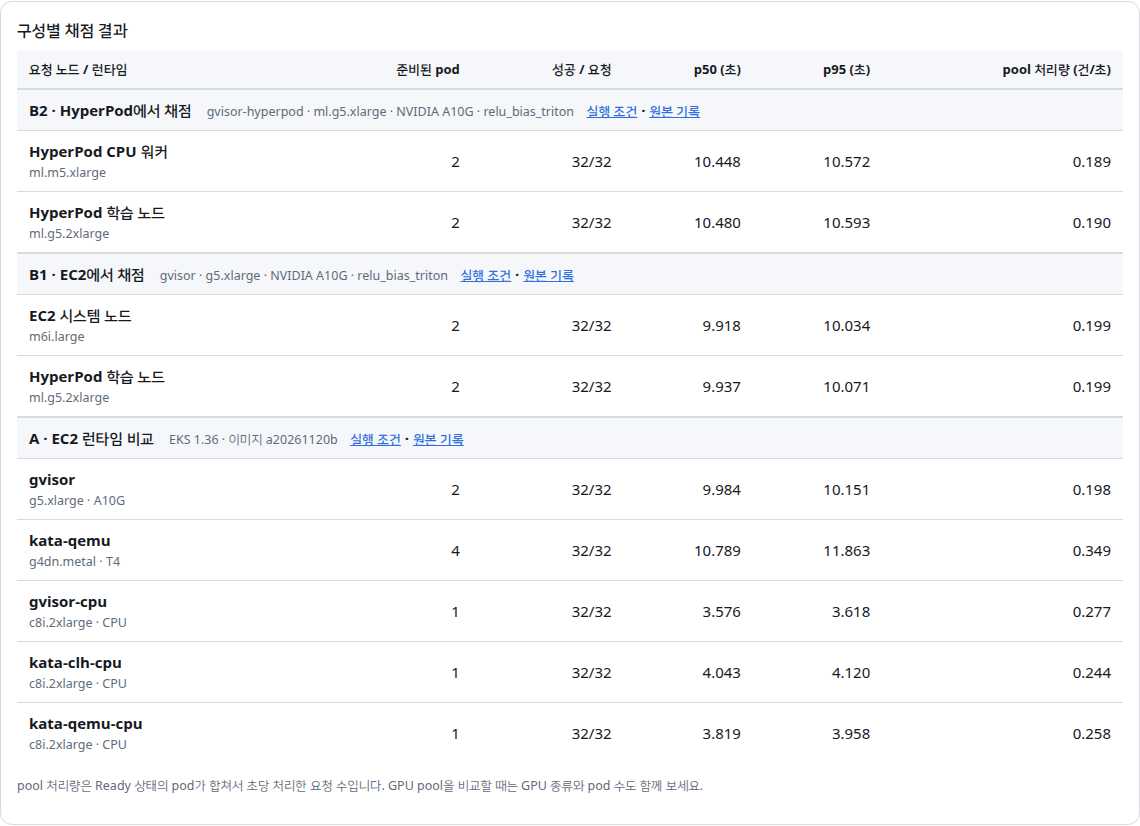 구성별 채점 결과
요청 노드 / 런타임 준비된 pod 성공 / 요청 p50 (초) p95 (초) pool 처리량 (건/초)
B2 · HyperPod에서 채점 gvisor-hyperpod · ml.g5.xlarge · NVIDIA A10G · relu_bias_triton 실행 조건 · 원본 기록
HyperPod CPU 워커 2 32/32 10.448 10.572 0.189
ml.m5.xlarge
HyperPod 학습 노드 2 32/32 10.480 10.593 0.190
ml.g5.2xlarge
B1 · EC2에서 채점 gvisor · g5.xlarge · NVIDIA A10G · relu_bias_triton 실행 조건 · 원본 기록
EC2 시스템 노드 2 32/32 9.918 10.034 0.199
m6i.large
HyperPod 학습 노드 2 32/32 9.937 10.071 0.199
ml.g5.2xlarge
A · EC2 런타임 비교 EKS 1.36 · 이미지 a20261120b 실행 조건 · 원본 기록
gvisor 2 32/32 9.984 10.151 0.198
g5.xlarge · A10G
kata-qemu 4 32/32 10.789 11.863 0.349
g4dn.metal · T4
gvisor-cpu 1 32/32 3.576 3.618 0.277
c8i.2xlarge · CPU
kata-clh-cpu 1 32/32 4.043 4.120 0.244
c8i.2xlarge · CPU
kata-qemu-cpu 1 32/32 3.819 3.958 0.258
c8i.2xlarge · CPU
pool 처리량은 Ready 상태의 pod가 합쳐서 초당 처리한 요청 수입니다. GPU pool을 비교할 때는 GPU 종류와 pod 수도 함께 보세요.